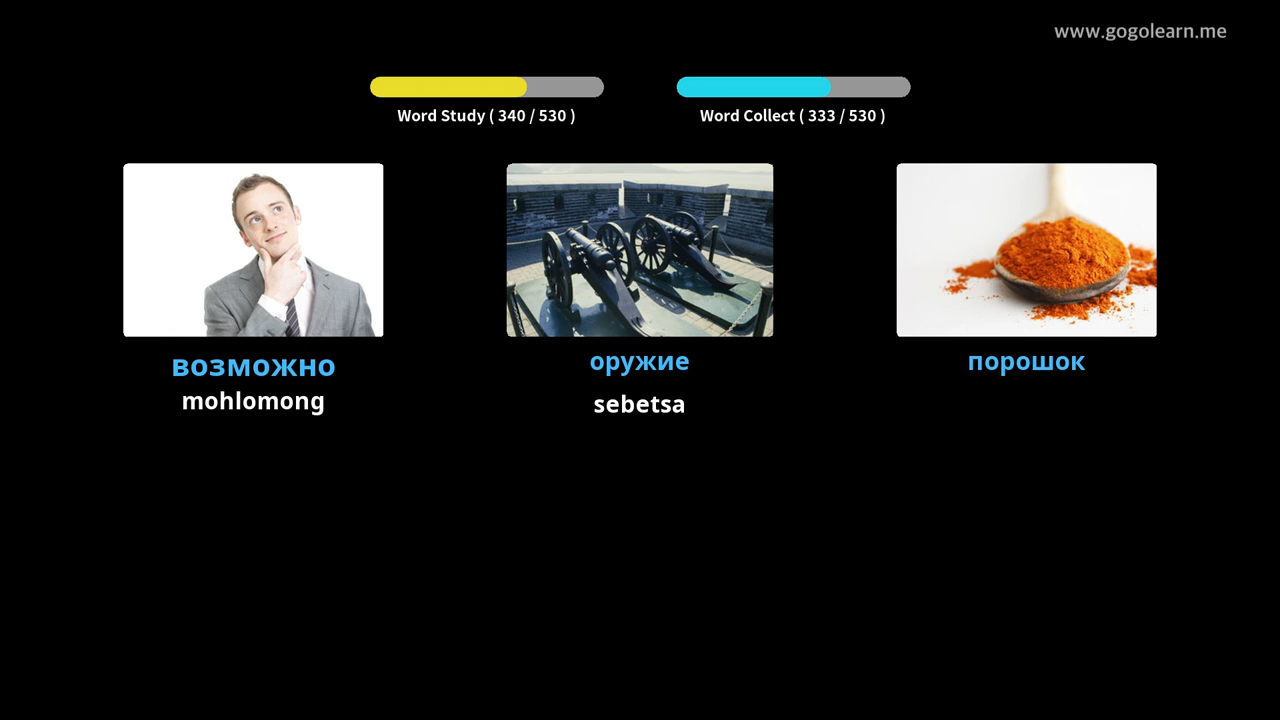 www.gogolearn.me
Word Study ( 340 / 530 )
Word Collect ( 333 / 530 )
возможно
mohlomong
оружие
sebetsa
порошок